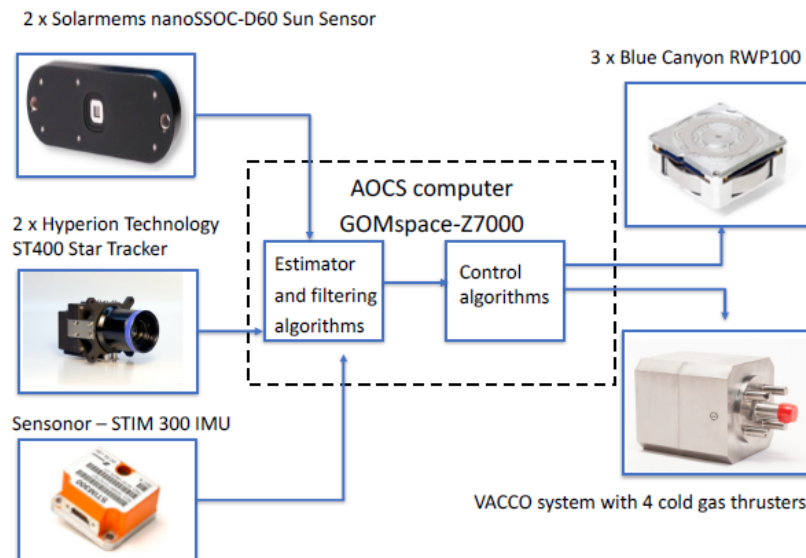 2 x Solarmems nanoSSOC-D60 Sun Sensor
3 x Blue Canyon RWP100
AOCS computer
GOMspace-Z7000
2 x Hyperion Technology
ST400 Star Tracker
Estimator
and filtering
algorithms
Control
algorithms
Sensonor – STIM 300 IMU
STIM300
VACCO system with 4 cold gas thrusters